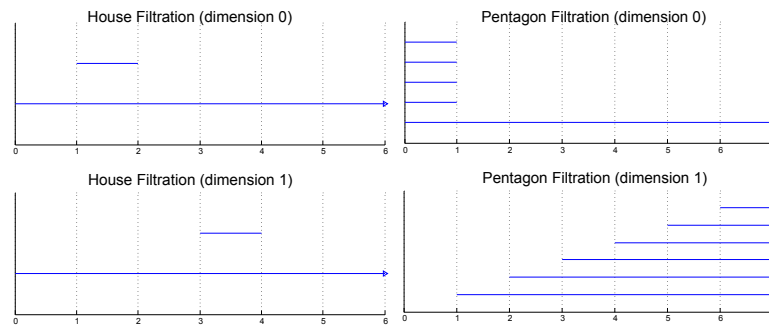 House Filtration (dimension 0)
0 1 2 3 4 5 6
Pentagon Filtration (dimension 0)
0 1 2 3 4 5 6
House Filtration (dimension 1)
0 1 2 3 4 5 6
Pentagon Filtration (dimension 1)
0 1 2 3 4 5 6